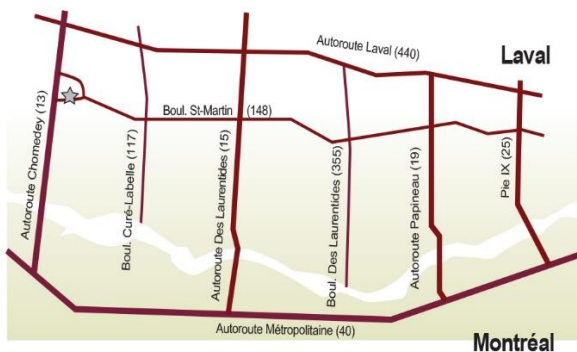 Autoroute Laval (440)
Laval
Boul. St-Martin (148)
Autoroute Chomedey (13)
Boul. Curé-Labelle (117)
Autoroute Des Laurentides (15)
Boul. Des Laurentides (355)
Autoroute Papineau (19)
Pie IX (25)
Autoroute Métropolitaine (40)
Montréal